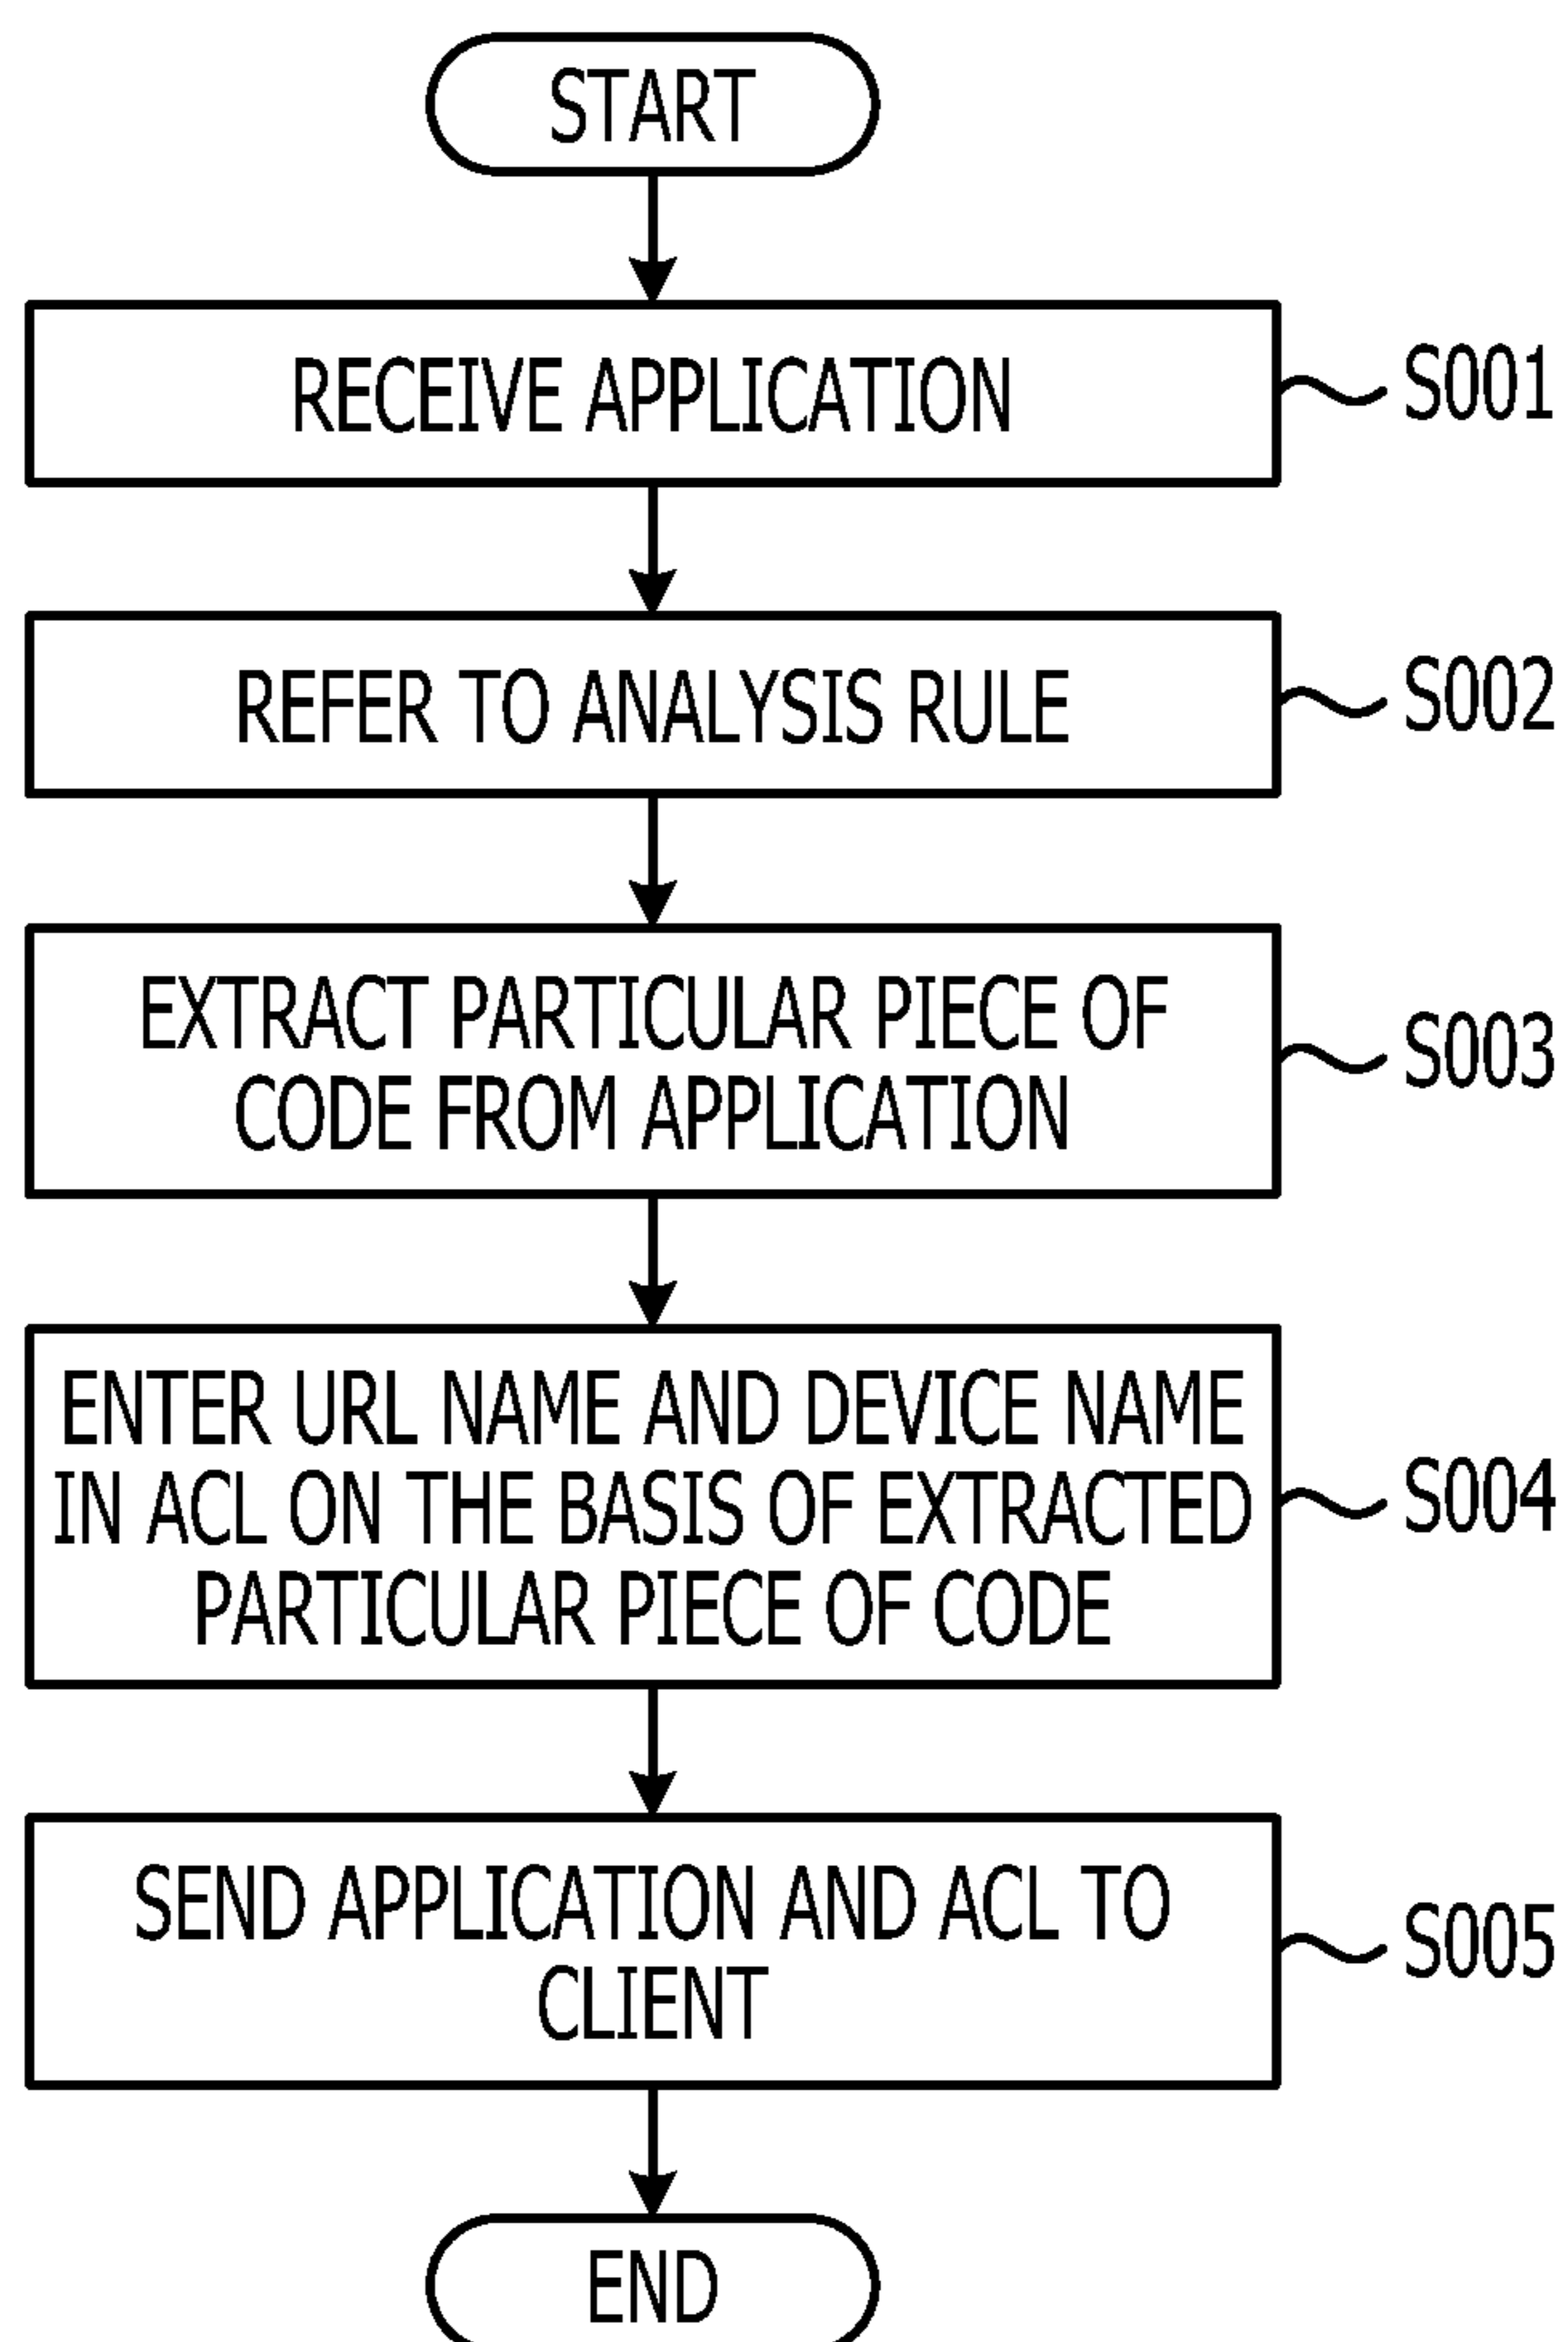 START
RECEIVE APPLICATION
S001
REFER TO ANALYSIS RULE
S002
EXTRACT PARTICULAR PIECE OF
CODE FROM APPLICATION
S003
ENTER URL NAME AND DEVICE NAME
IN ACL ON THE BASIS OF EXTRACTED
PARTICULAR PIECE OF CODE
S004
SEND APPLICATION AND ACL TO
CLIENT
S005
END